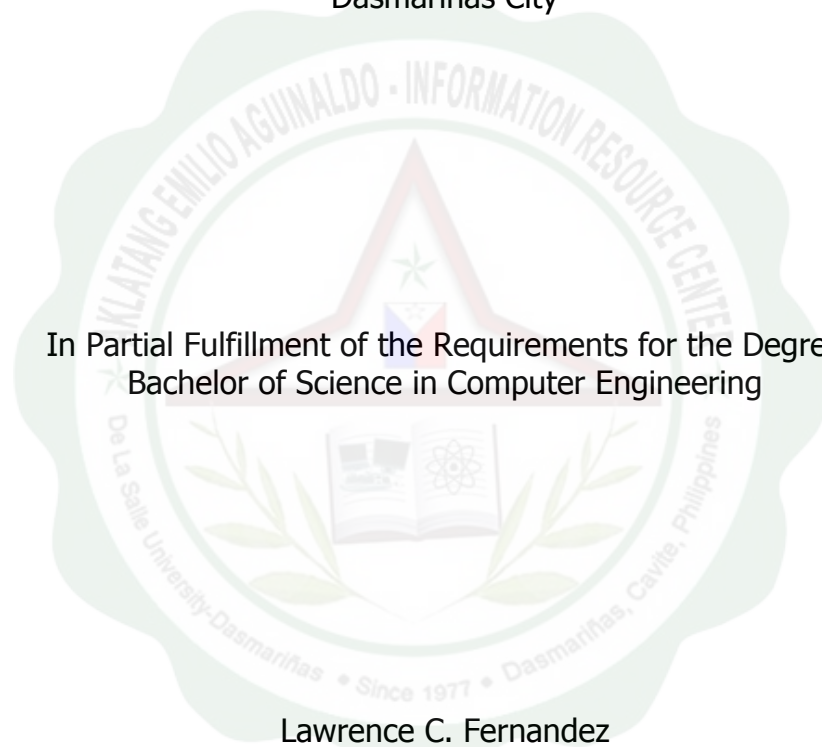 Dasmariñas City
AKLATANG EMILIO AGUINALDO - INFORMATION RESOURCE CENTER
In Partial Fulfillment of the Requirements for the Degre
Bachelor of Science in Computer Engineering
De La Salle University-Dasmariñas • Since 1977 • Dasmariñas, Cavite, Philippines
Lawrence C. Fernandez